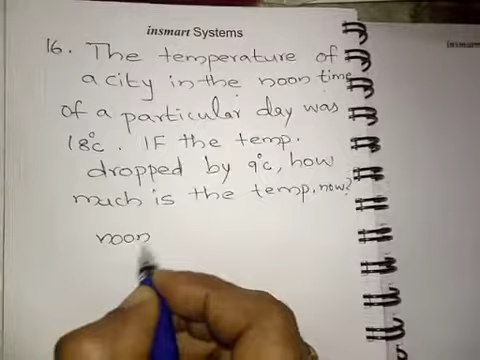 insmart Systems
insmart
16. The temperature of
a city in the noon time
of a particular day was
18°c. IF the temp.
dropped by 9°c, how
much is the temp, now?
noon